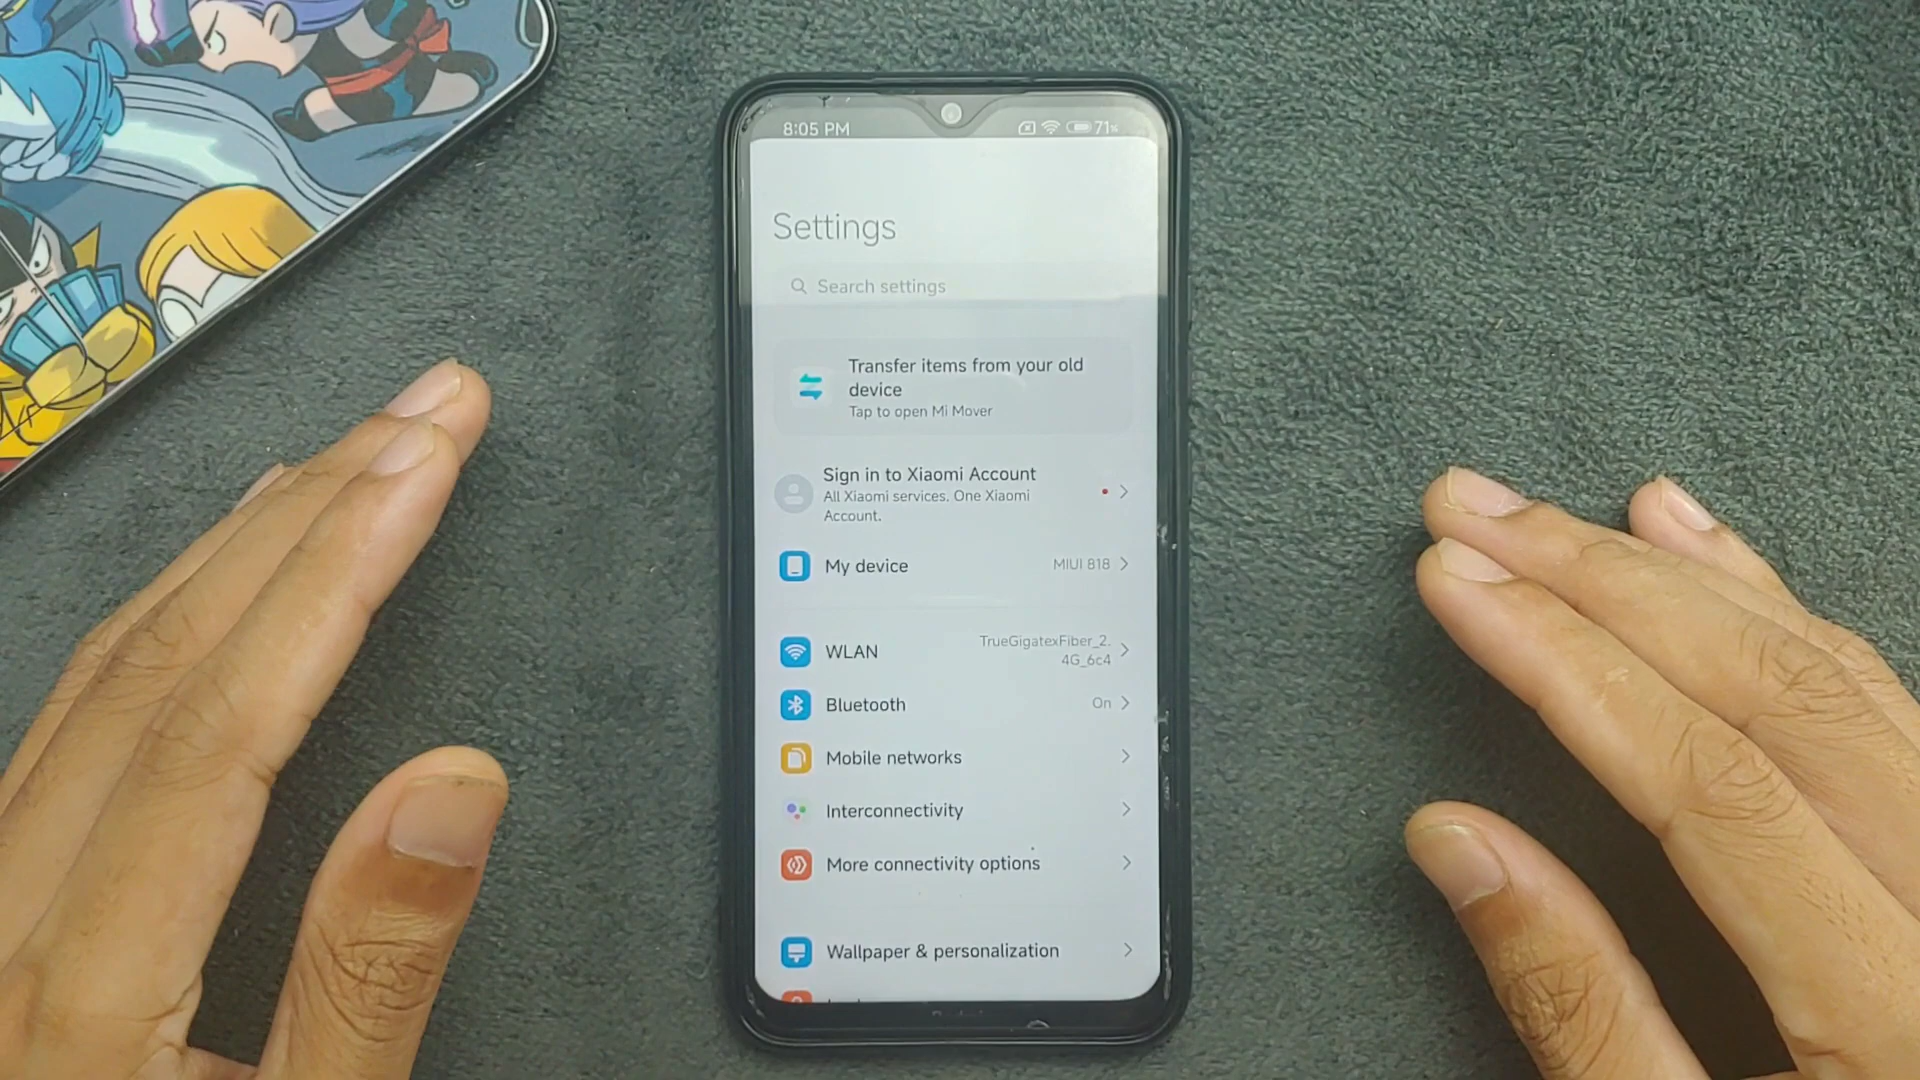 8:05 PM
71%
Settings
Search settings
Transfer items from your old
device
Tap to open Mi Mover
Sign in to Xiaomi Account
All Xiaomi services. One Xiaomi
Account.
My device
MIUI 818
WLAN
TrueGigatexFiber_2.
4G_6c4
Bluetooth
On
Mobile networks
Interconnectivity
More connectivity options
Wallpaper & personalization